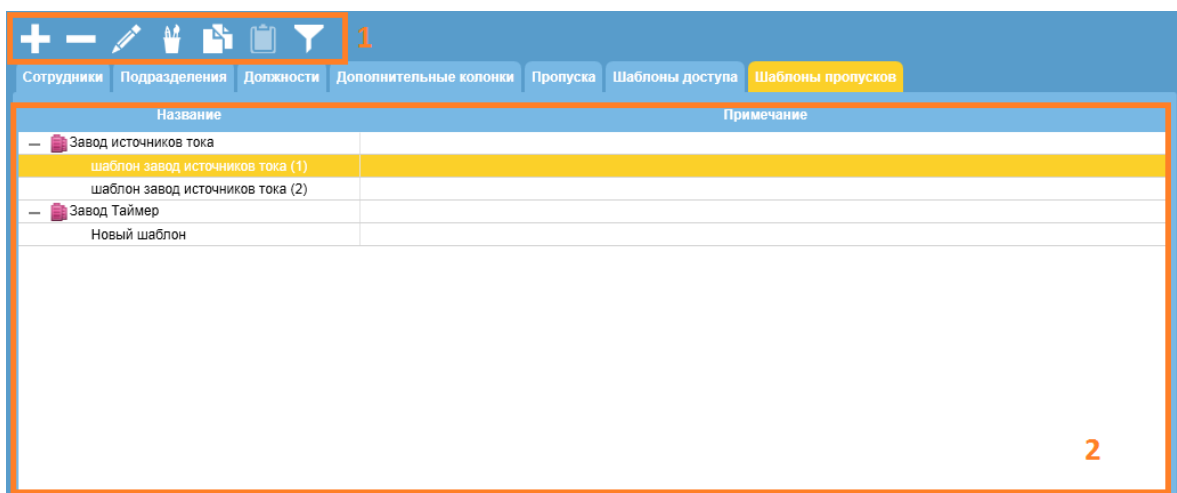 1
Сотрудники Подразделения Должности Дополнительные колонки Пропуска Шаблоны доступа Шаблоны пропусков
Название Примечание
Завод источников тока
шаблон завод источников тока (1)
шаблон завод источников тока (2)
Завод Таймер
Новый шаблон
2